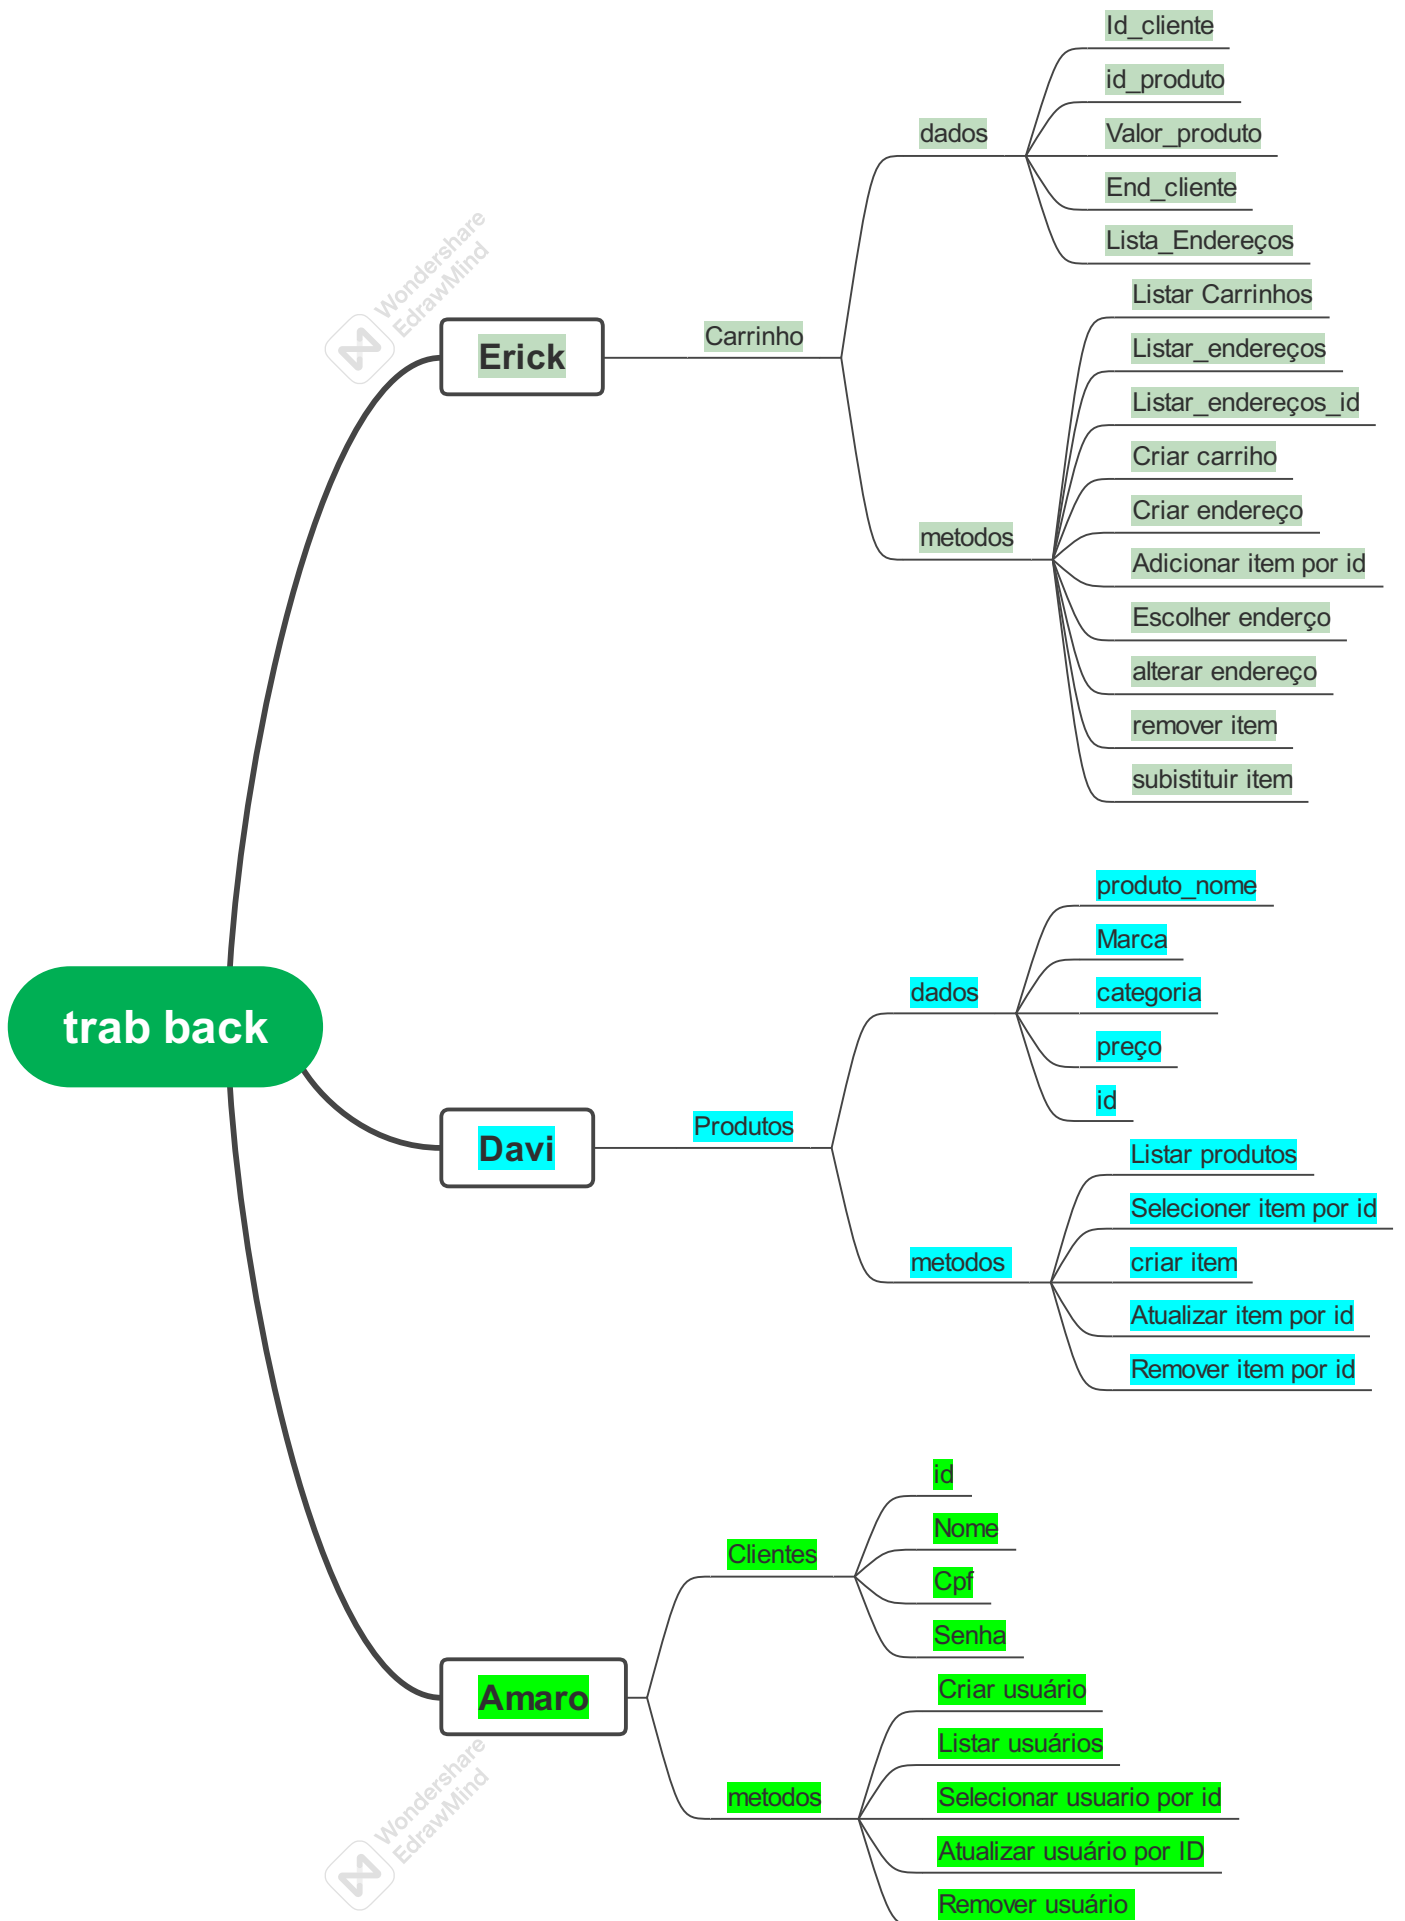 Id_cliente
id_produto
dados
Valor_produto
End_cliente
Lista_Endereços
Wondershare
EdrawMind
Erick
Carrinho
Listar Carrinhos
Listar_endereços
Listar_endereços_id
Criar carriho
Criar endereço
metodos
Adicionar item por id
Escolher enderço
alterar endereço
remover item
subistituir item
trab back
produto_nome
Marca
dados
categoria
preço
id
Davi
Produtos
Listar produtos
Selecioner item por id
metodos
criar item
Atualizar item por id
Remover item por id
id
Nome
Clientes
Cpf
Senha
Amaro
Criar usuário
Listar usuários
metodos
Selecionar usuario por id
Atualizar usuário por ID
Remover usuário
Wondershare
EdrawMind